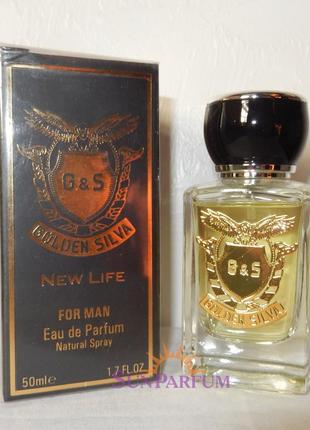 G&S
GOLDEN SILVA
NEW LIFE
FOR MAN
Eau de Parfum
Natural Spray
50ml e
1.7 FL.OZ
G&S
GOLDEN SILVA
SUNPARFUM